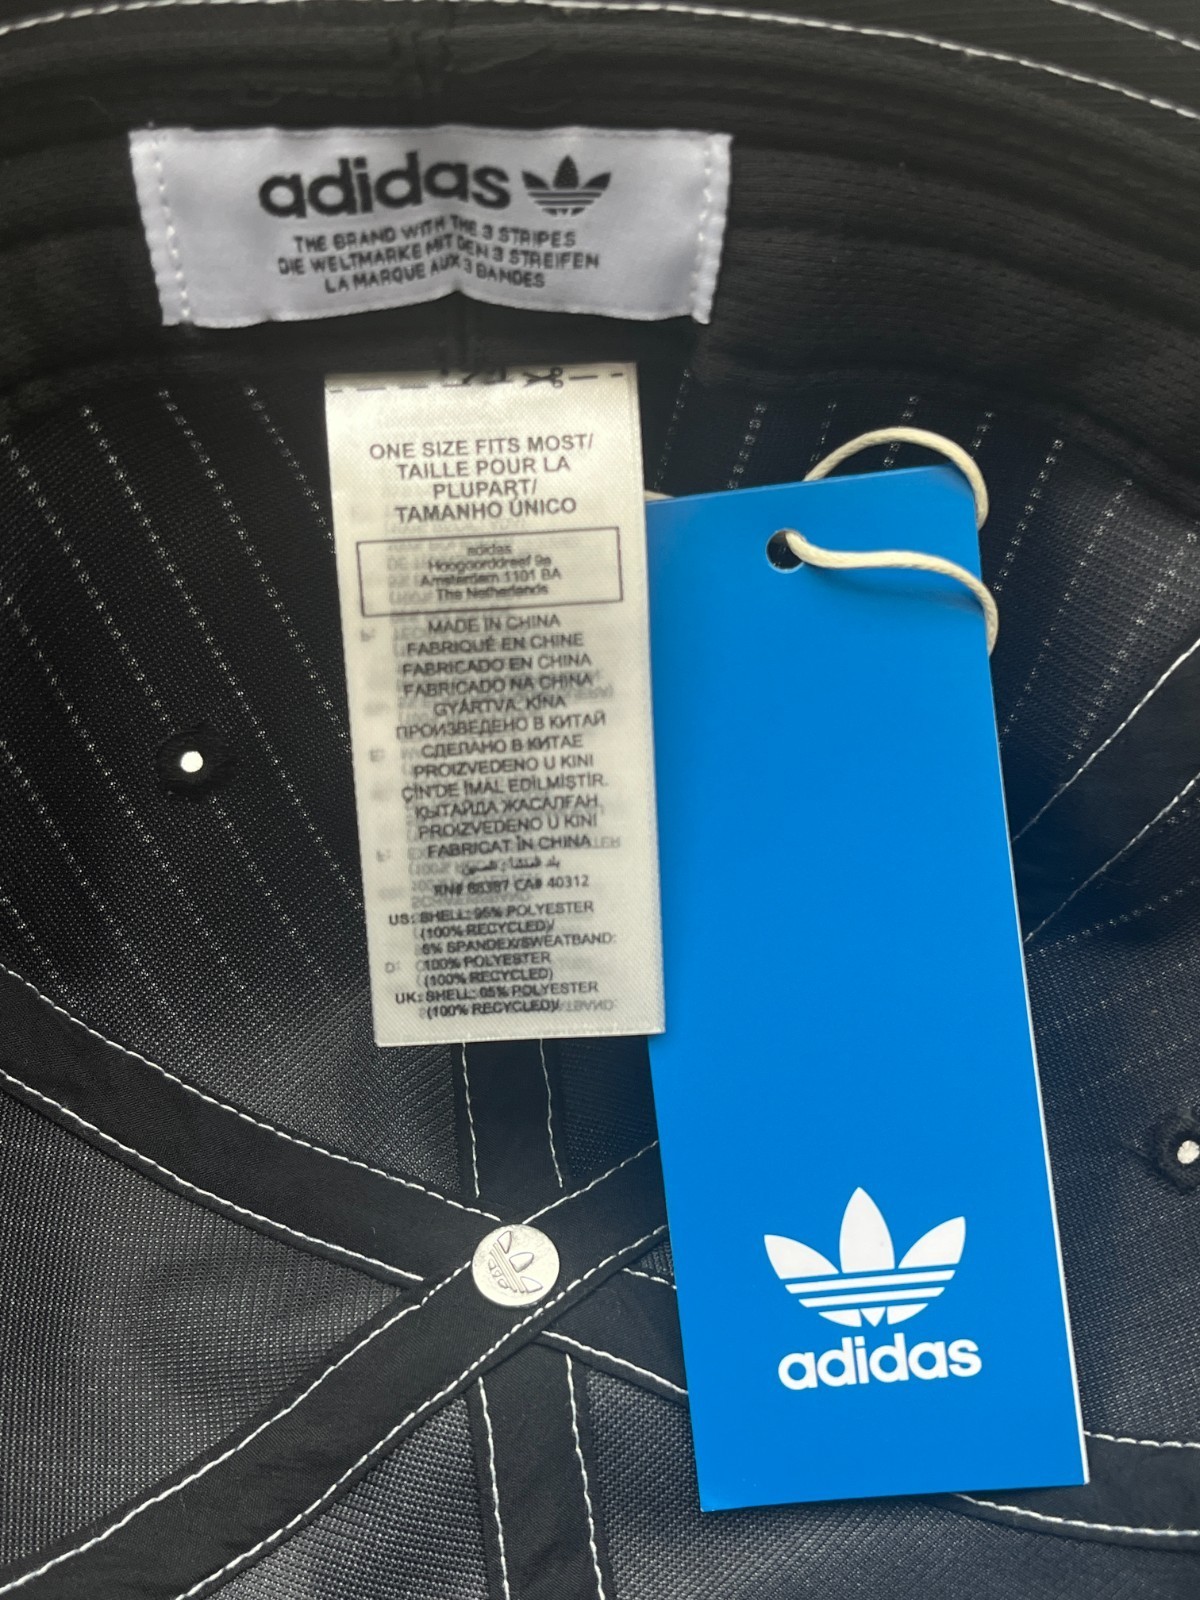 adidas
THE BRAND WITH THE 3 STRIPES
DIE WELTMARKE MIT DEN 3 STREIFEN
LA MARQUE AUX 3 BANDES
ONE SIZE FITS MOST/
TAILLE POUR LA
PLUPART/
TAMANHO ÚNICO
adidas
Hoogoorddreef 9a
Amsterdam 1101 BA
The Netherlands
MADE IN CHINA
FABRIQUÉ EN CHINE
FABRICADO EN CHINA
FABRICADO NA CHINA
GYÁRTVA: KÍNA
ПРОИЗВЕДЕНО В КИТАЙ
СДЕЛАНО В КИТАЕ
PROIZVEDENO U KINI
ÇİN'DE İMAL EDİLMİŞTİR.
ҚЫТАЙДА ЖАСАЛҒАН.
PROIZVEDENO U KINI
FABRICAT ÎN CHINA
RN# 88387 CA# 40312
US: SHELL: 95% POLYESTER
(100% RECYCLED)/
5% SPANDEX/SWEATBAND:
100% POLYESTER
(100% RECYCLED)
UK: SHELL: 95% POLYESTER
(100% RECYCLED)/
adidas